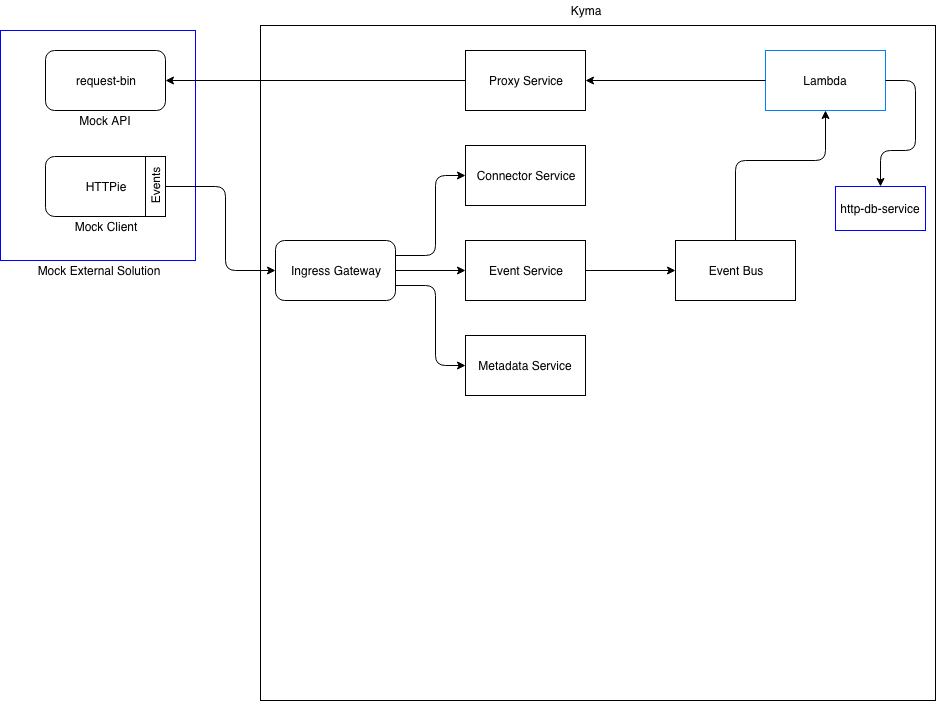 Kyma
request-bin
Mock API
HTTPie
Events
Mock Client
Mock External Solution
Proxy Service
Lambda
Connector Service
http-db-service
Ingress Gateway
Event Service
Event Bus
Metadata Service